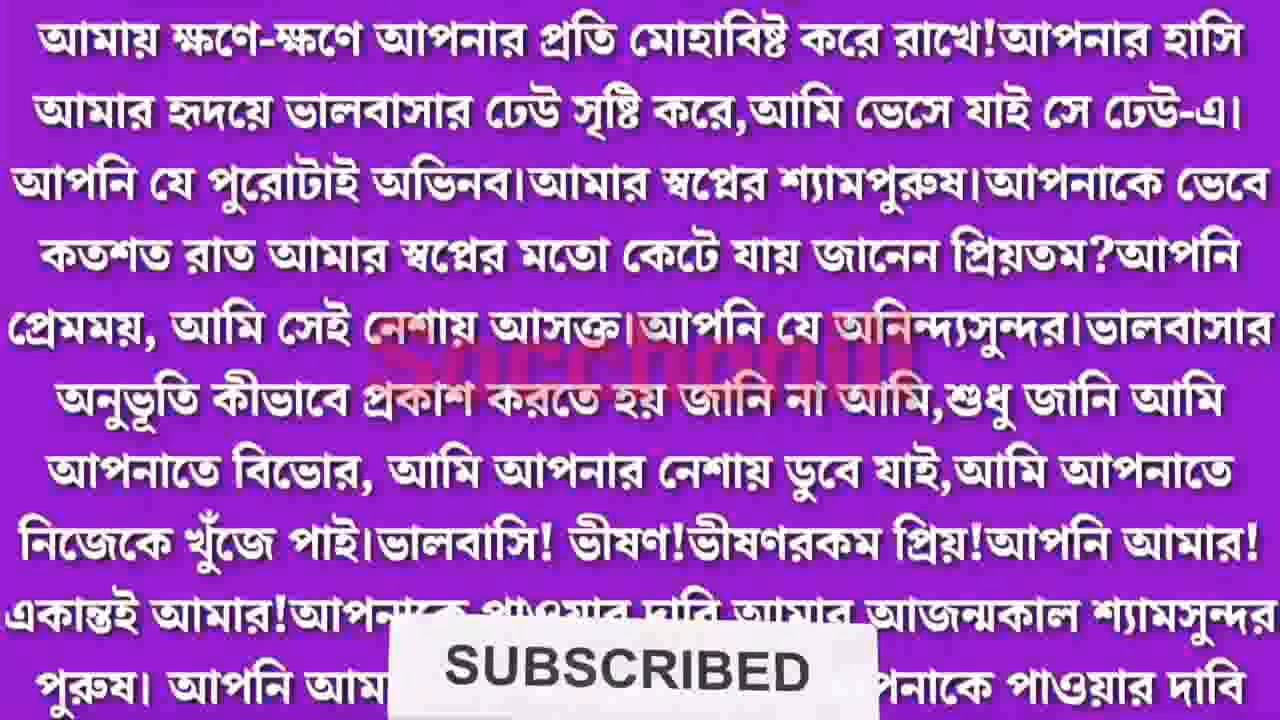 আমায় ক্ষণে-ক্ষণে আপনার প্রতি মোহাবিষ্ট করে রাখে!আপনার হাসি
আমার হৃদয়ে ভালবাসার ঢেউ সৃষ্টি করে,আমি ভেসে যাই সে ঢেউ-এ।
আপনি যে পুরোটাই অভিনব।আমার স্বপ্নের শ্যামপুরুষ।আপনাকে ভেবে
কতশত রাত আমার স্বপ্নের মতো কেটে যায় জানেন প্রিয়তম?আপনি
প্রেমময়, আমি সেই নেশায় আসক্ত।আপনি যে অনিন্দ্যসুন্দর।ভালবাসার
অনুভূতি কীভাবে প্রকাশ করতে হয় জানি না আমি,শুধু জানি আমি
আপনাতে বিভোর, আমি আপনার নেশায় ডুবে যাই,আমি আপনাতে
নিজেকে খুঁজে পাই।ভালবাসি! ভীষণ!ভীষণরকম প্রিয়!আপনি আমার!
একান্তই আমার!আপনাকে পাওয়ার দাবি আমার আজন্মকাল শ্যামসুন্দর
পুরুষ। আপনি পাওয়ার দাবি
SUBSCRIBED